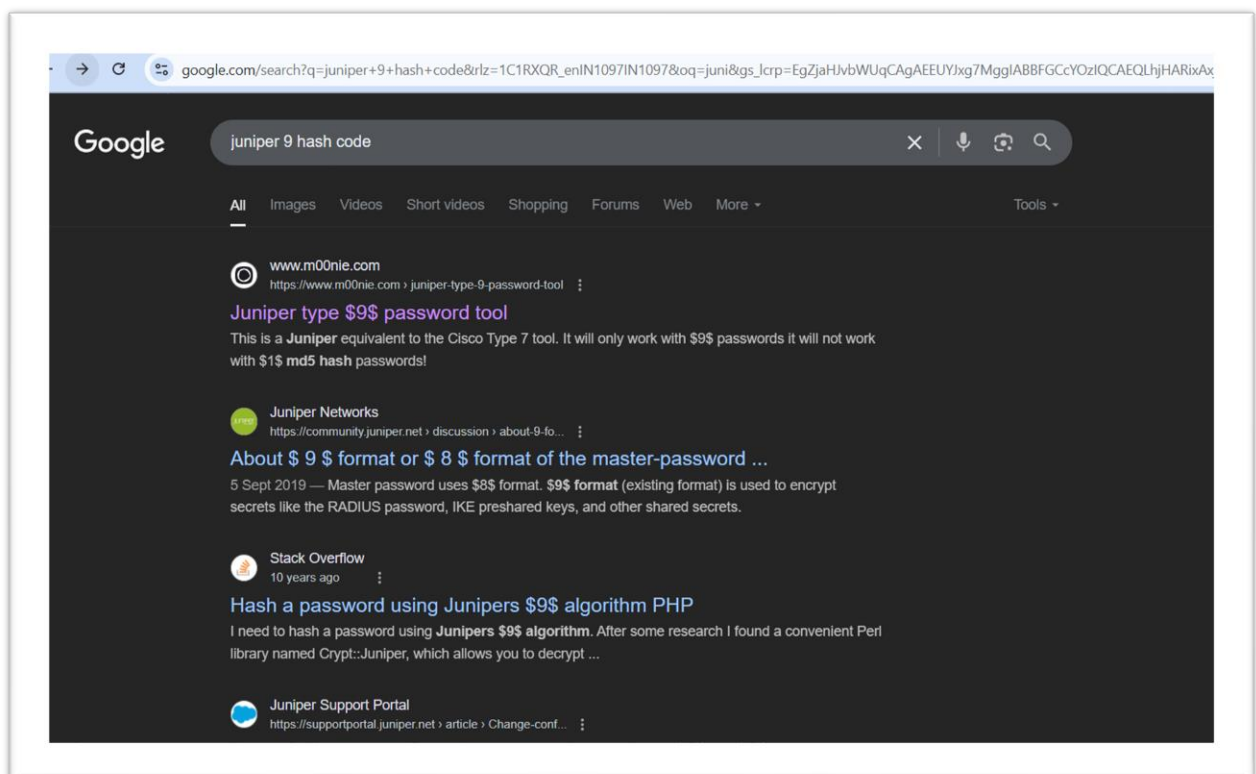 google.com/search?q=juniper+9+hash+code&rlz=1C1RXQR_enIN1097IN1097&oq=juni&gs_lcrp=EgZjaHJvbWUqCAgAEEUYJxg7MggIABBFGCcYOzIQCAEQLhjHARixAx
Google
juniper 9 hash code
All Images Videos Short videos Shopping Forums Web More Tools
www.m00nie.com
https://www.m00nie.com › juniper-type-9-password-tool
Juniper type $9$ password tool
This is a Juniper equivalent to the Cisco Type 7 tool. It will only work with $9$ passwords it will not work
with $1$ md5 hash passwords!
Juniper Networks
https://community.juniper.net › discussion › about-9-fo...
About $ 9 $ format or $ 8 $ format of the master-password ...
5 Sept 2019 — Master password uses $8$ format. $9$ format (existing format) is used to encrypt
secrets like the RADIUS password, IKE preshared keys, and other shared secrets.
Stack Overflow
10 years ago
Hash a password using Junipers $9$ algorithm PHP
I need to hash a password using Junipers $9$ algorithm. After some research I found a convenient Perl
library named Crypt::Juniper, which allows you to decrypt ...
Juniper Support Portal
https://supportportal.juniper.net › article › Change-conf...